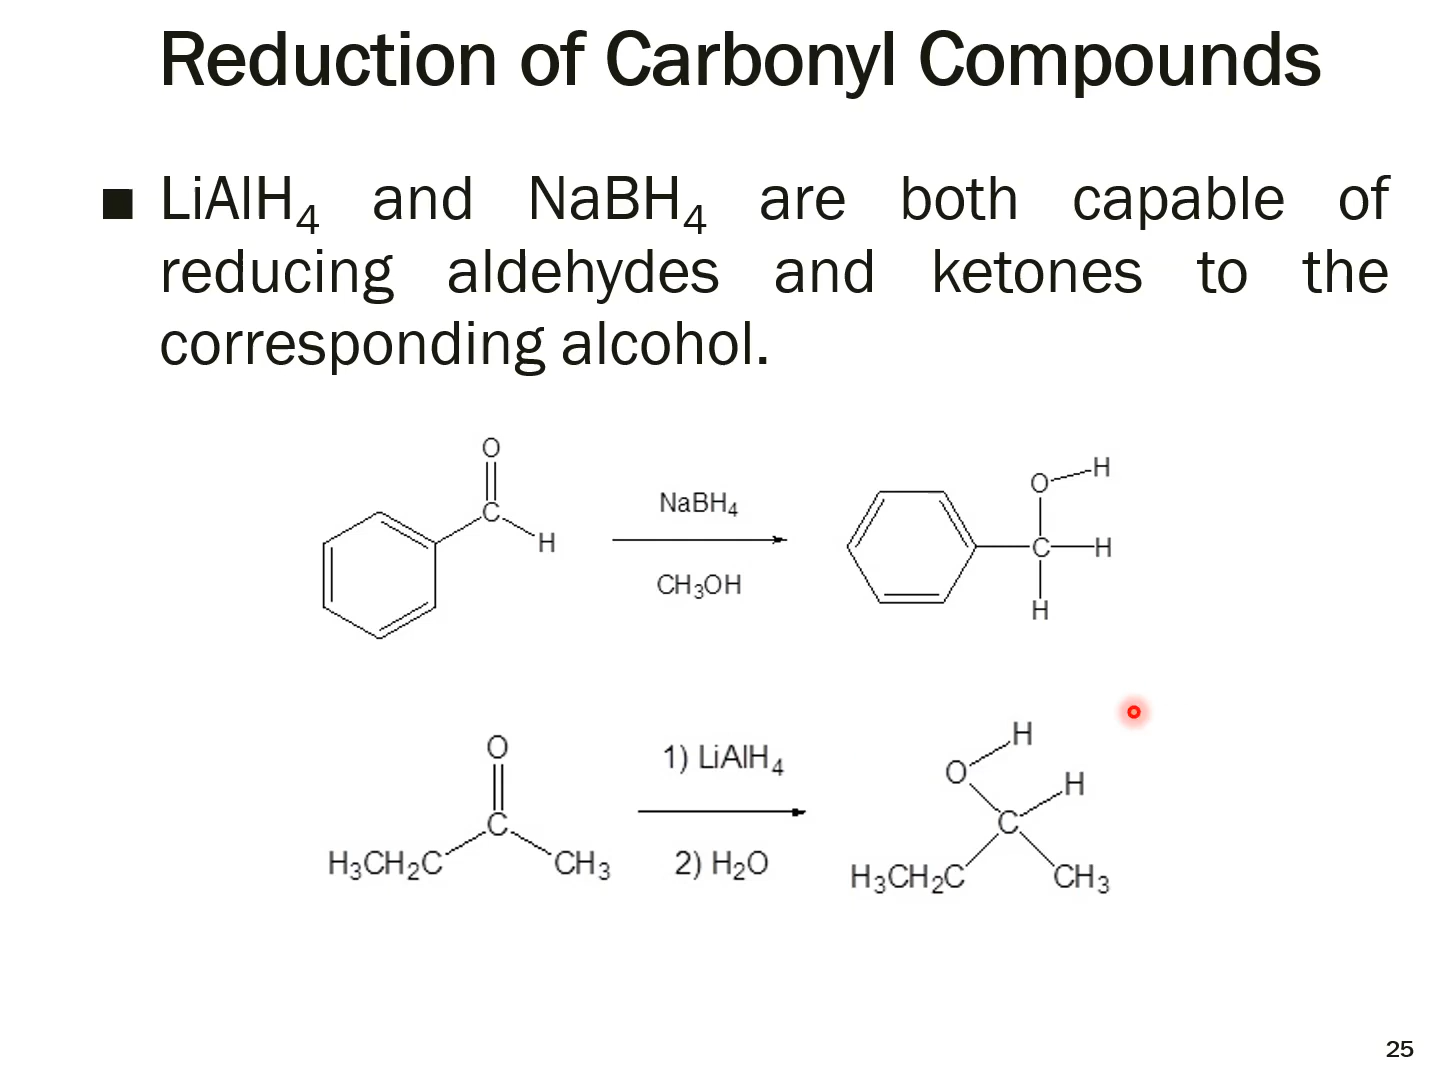 Reduction of Carbonyl Compounds
■ LiAlH4 and NaBH4 are both capable of
reducing aldehydes and ketones to the
corresponding alcohol.
O
C
H
NaBH4
CH3OH
O H
C H
H
O
C
H3CH2C CH3
1) LiAlH4
2) H2O
H
O
H
C
H3CH2C CH3
25